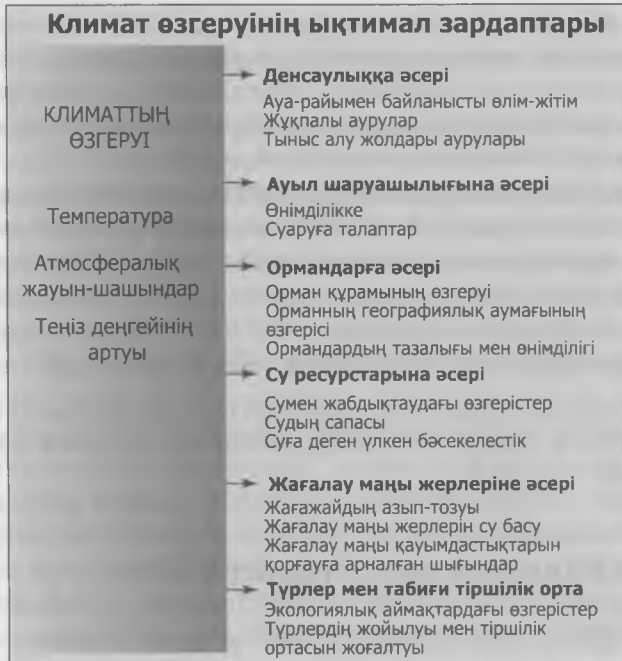 Климат өзгеруінің ықтимал зардаптары
КЛИМАТТЫҢ
ӨЗГЕРУІ
Температура
Атмосфералық
жауын-шашындар
Теңіз деңгейінің
артуы
Денсаулыққа әсері
Ауа-райымен байланысты өлім-жітім
Жұқпалы аурулар
Тыныс алу жолдары аурулары
Ауыл шаруашылығына әсері
Өнімділікке
Суаруға талаптар
Ормандарға әсері
Орман құрамының өзгеруі
Орманның географиялық аумағының
өзгерісі
Ормандардың тазалығы мен өнімділігі
Су ресурстарына әсері
Сумен жабдықтаудағы өзгерістер
Судың сапасы
Суға деген үлкен бәсекелестік
Жағалау маңы жерлеріне әсері
Жағажайдың азып-тозуы
Жағалау маңы жерлерін су басу
Жағалау маңы қауымдастықтарын
қорғауға арналған шығындар
Түрлер мен табиғи тіршілік орта
Экологиялық аймақтардағы өзгерістер
Түрлердің жойылуы мен тіршілік
ортасын жоғалтуы